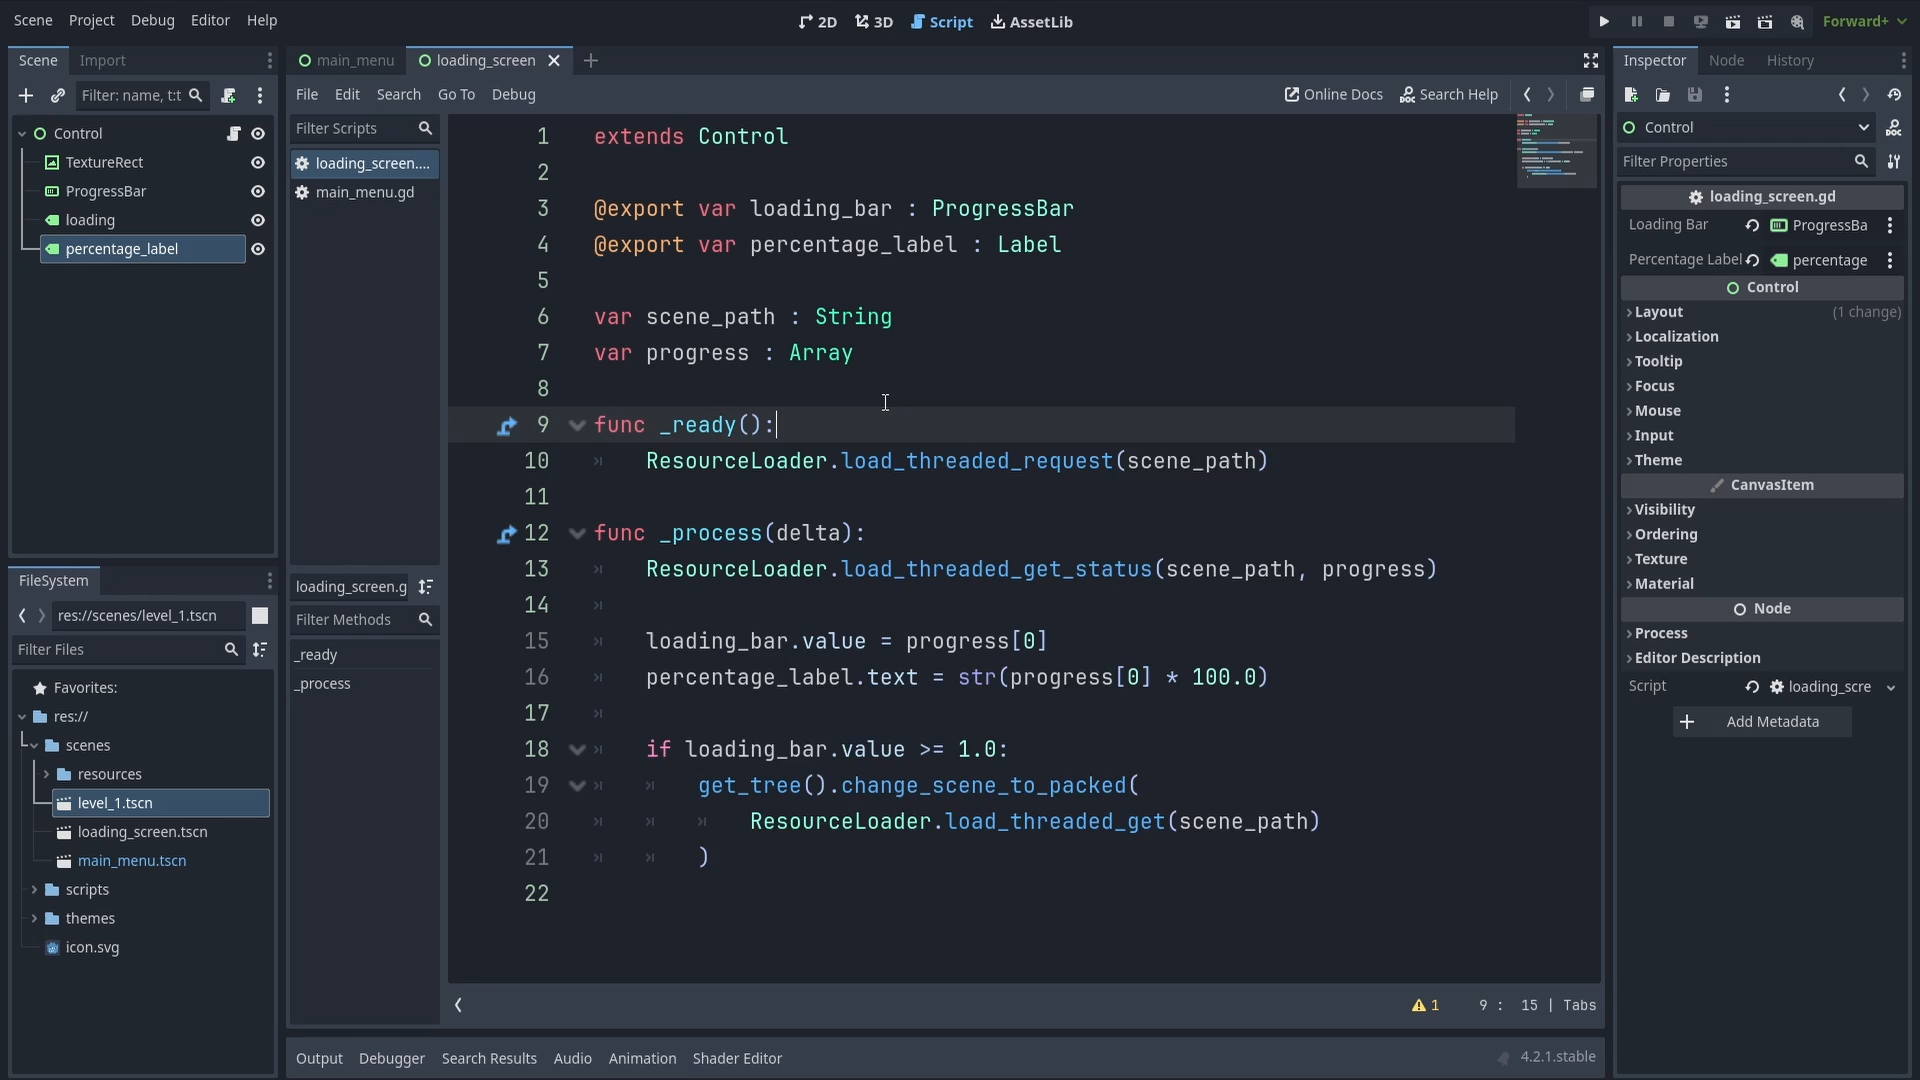 Scene Project Debug Editor Help
2D 3D Script AssetLib
Forward+
Scene Import
Filter: name, t:t
Control
TextureRect
ProgressBar
loading
percentage_label
FileSystem
res://scenes/level_1.tscn
Filter Files
Favorites:
res://
scenes
resources
level_1.tscn
loading_screen.tscn
main_menu.tscn
scripts
themes
icon.svg
main_menu loading_screen
File Edit Search Go To Debug
Online Docs Search Help
Filter Scripts
loading_screen....
main_menu.gd
loading_screen.g
Filter Methods
_ready
_process
1 extends Control
2
3 @export var loading_bar : ProgressBar
4 @export var percentage_label : Label
5
6 var scene_path : String
7 var progress : Array
8
9 func _ready():
10 ResourceLoader.load_threaded_request(scene_path)
11
12 func _process(delta):
13 ResourceLoader.load_threaded_get_status(scene_path, progress)
14
15 loading_bar.value = progress[0]
16 percentage_label.text = str(progress[0] * 100.0)
17
18 if loading_bar.value >= 1.0:
19 get_tree().change_scene_to_packed(
20 ResourceLoader.load_threaded_get(scene_path)
21 )
22
1 9 : 15 | Tabs
Output Debugger Search Results Audio Animation Shader Editor
4.2.1.stable
Inspector Node History
Control
Filter Properties
loading_screen.gd
Loading Bar ProgressBa
Percentage Label percentage
Control
Layout (1 change)
Localization
Tooltip
Focus
Mouse
Input
Theme
CanvasItem
Visibility
Ordering
Texture
Material
Node
Process
Editor Description
Script loading_scre
Add Metadata